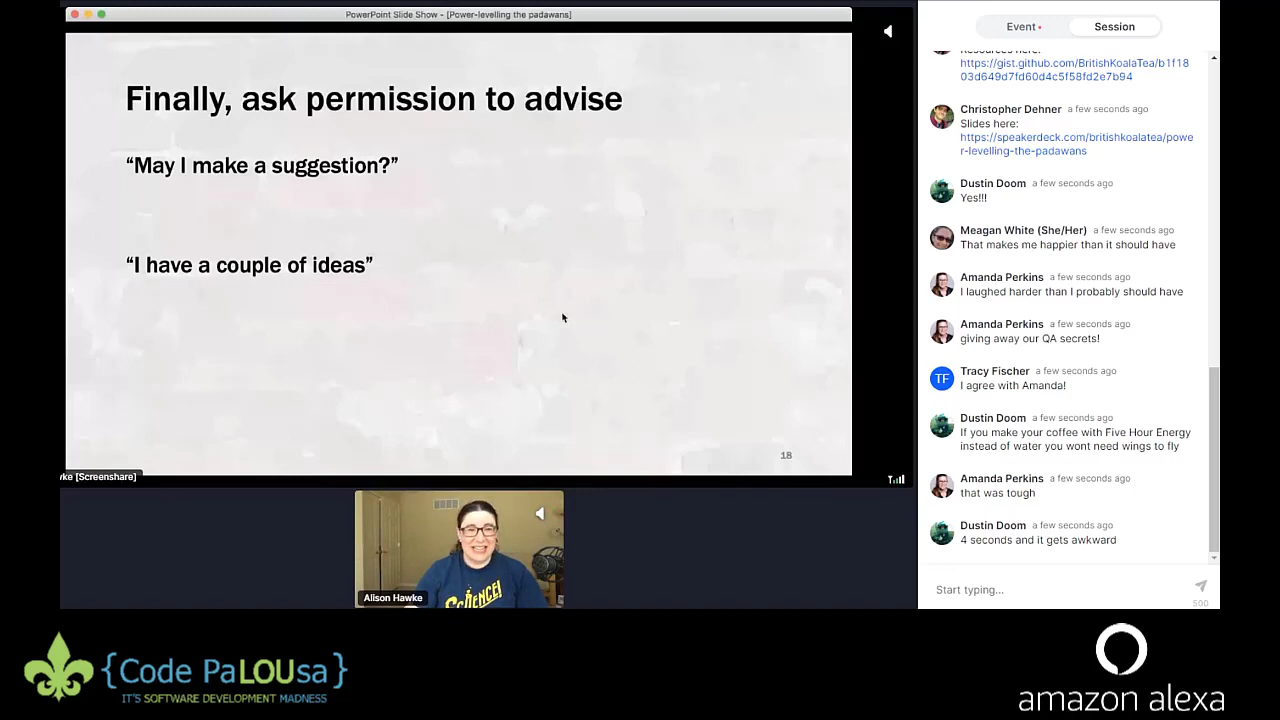 PowerPoint Slide Show - [Power-levelling the padawans]
Finally, ask permission to advise
“May I make a suggestion?”
“I have a couple of ideas”
18
ke [Screenshare]
Alison Hawke
SCIENCE!
Event
Session
Resources here:
https://gist.github.com/BritishKoalaTea/b1f18
03d649d7fd60d4c5f58fd2e7b94
Christopher Dehner a few seconds ago
Slides here:
https://speakerdeck.com/britishkoalatea/powe
r-levelling-the-padawans
Dustin Doom a few seconds ago
Yes!!!
Meagan White (She/Her) a few seconds ago
That makes me happier than it should have
Amanda Perkins a few seconds ago
I laughed harder than I probably should have
Amanda Perkins a few seconds ago
giving away our QA secrets!
TF
Tracy Fischer a few seconds ago
I agree with Amanda!
Dustin Doom a few seconds ago
If you make your coffee with Five Hour Energy
instead of water you wont need wings to fly
Amanda Perkins a few seconds ago
that was tough
Dustin Doom a few seconds ago
4 seconds and it gets awkward
Start typing...
500
{Code PaLOUsa}
IT'S SOFTWARE DEVELOPMENT MADNESS
amazon alexa